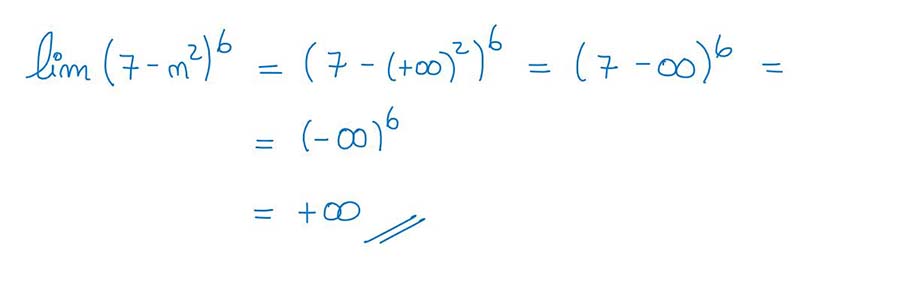 lim (7 - n²)⁶ = (7 - (+∞)²)⁶ = (7 - ∞)⁶ =
= (-∞)⁶
= +∞